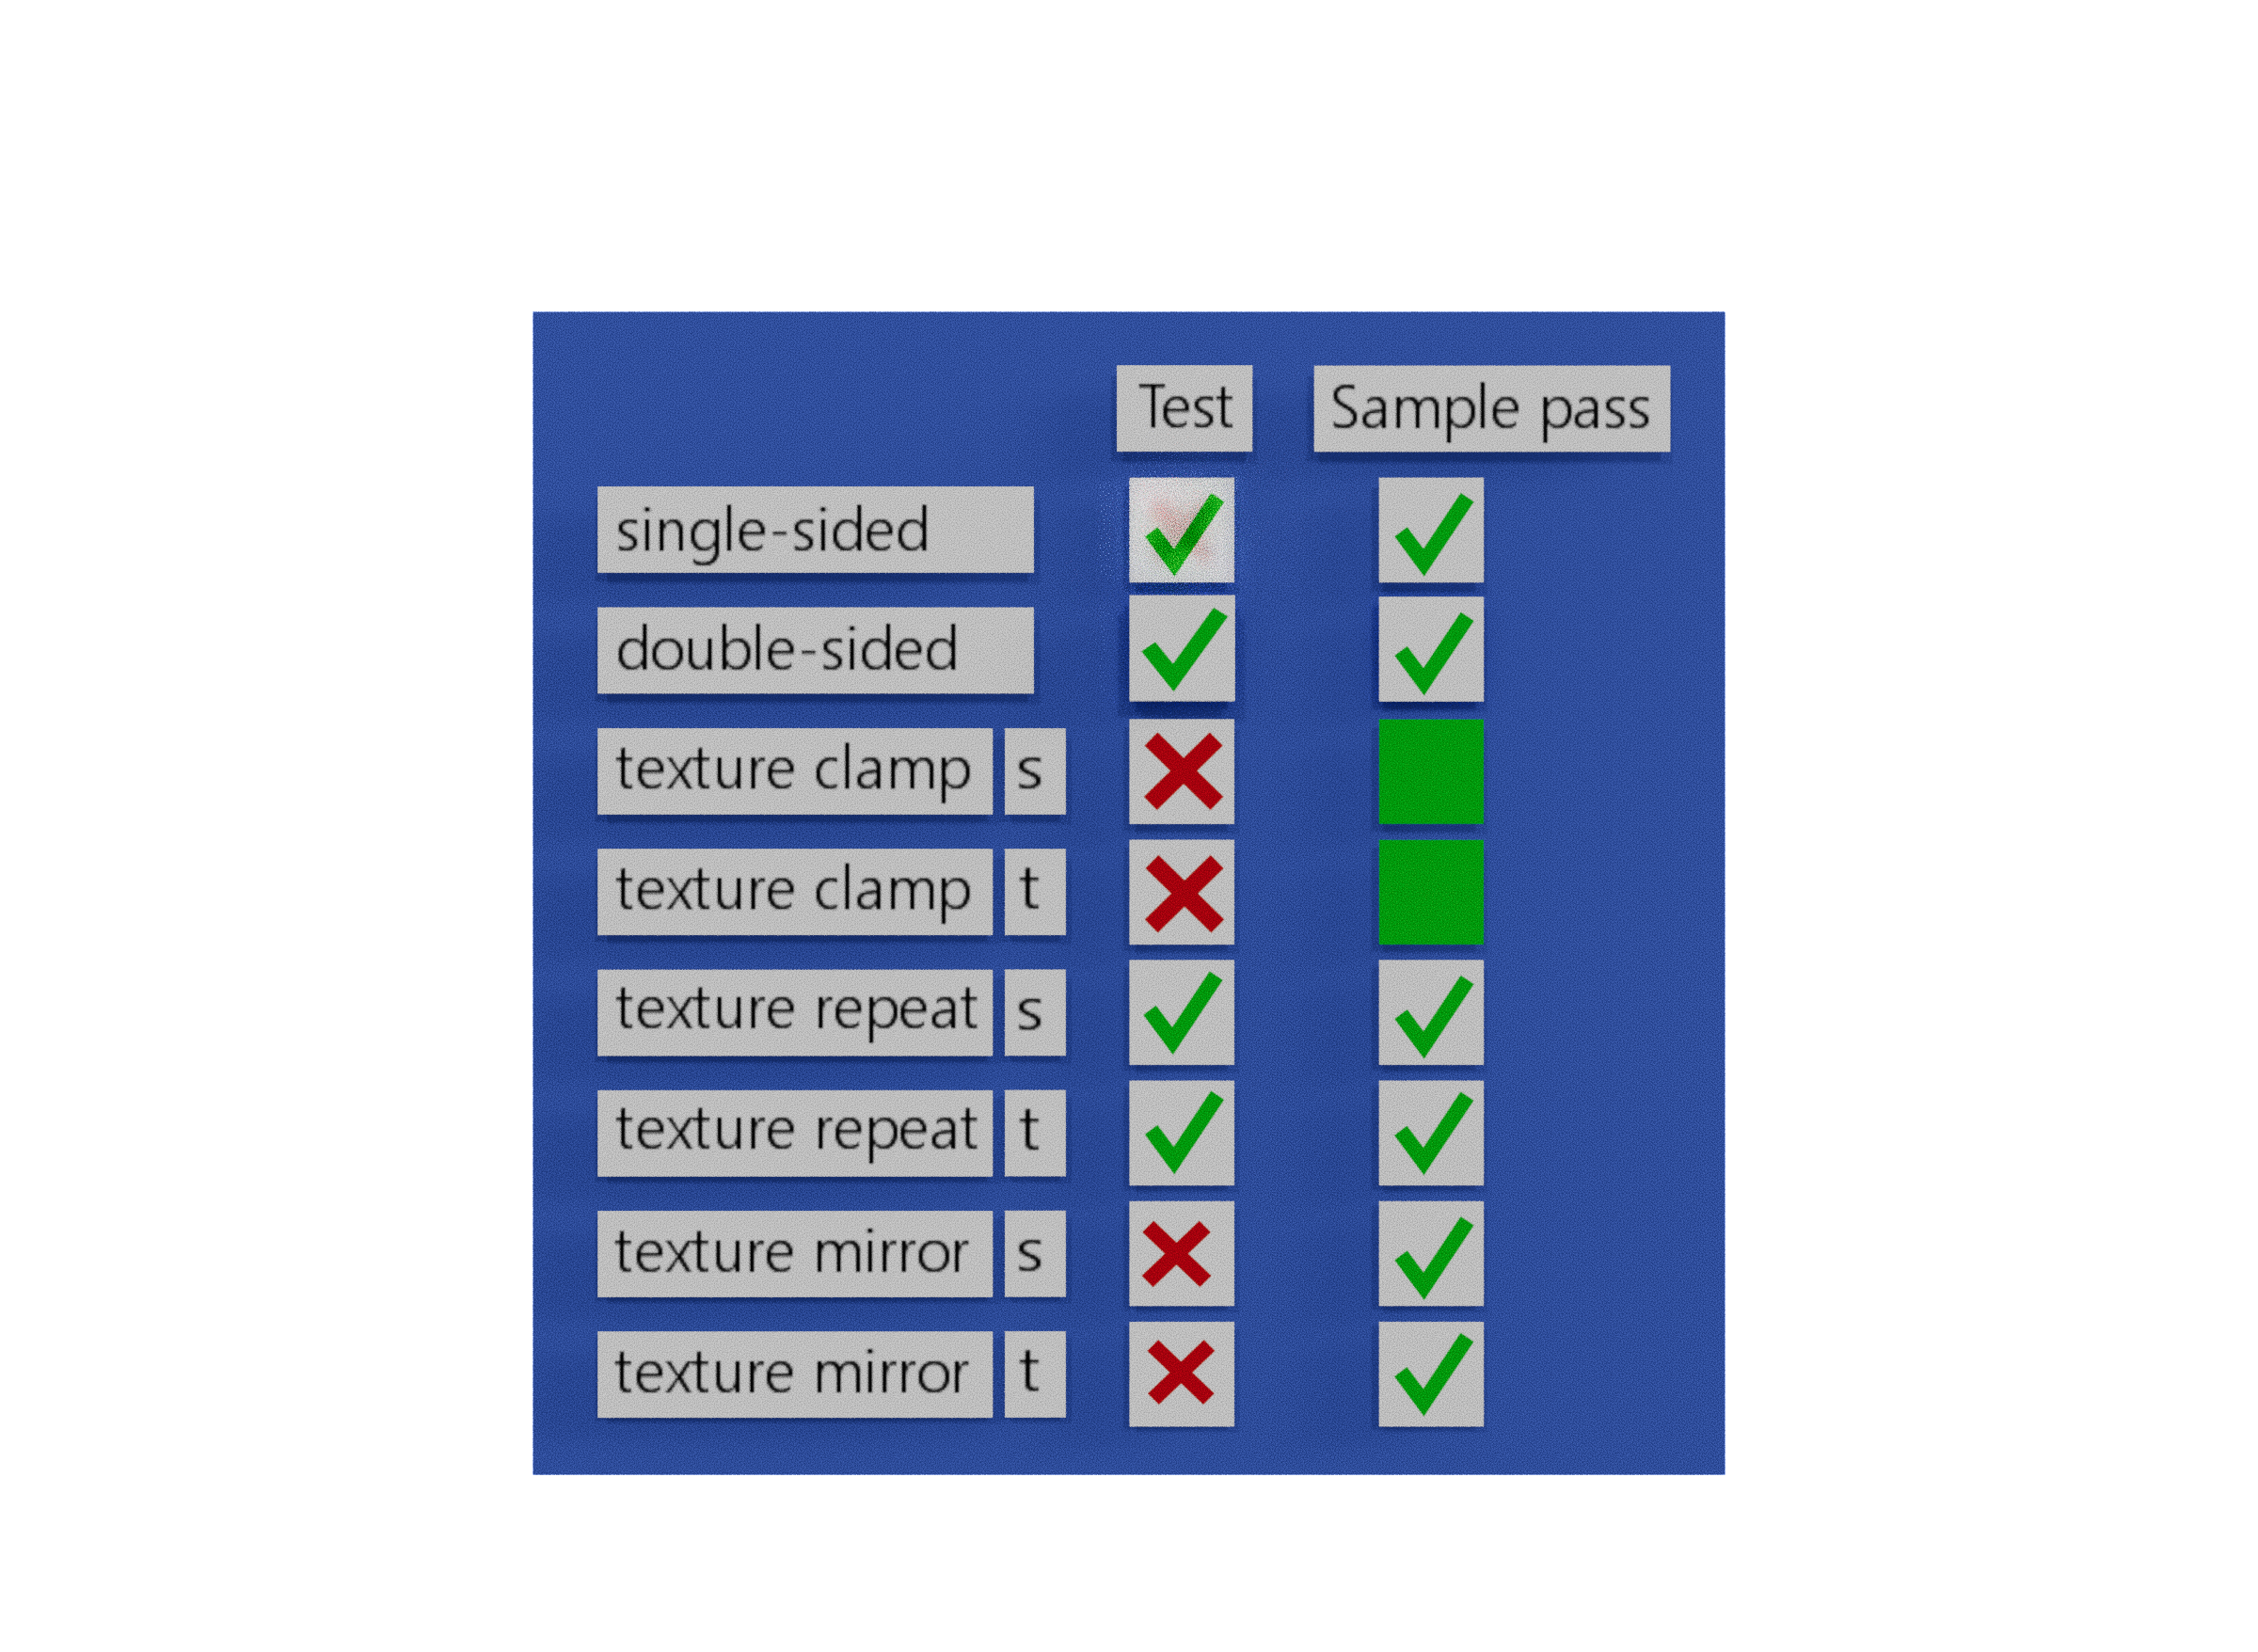 Test Sample pass
single-sided
double-sided
texture clamp s
texture clamp t
texture repeat s
texture repeat t
texture mirror s
texture mirror t